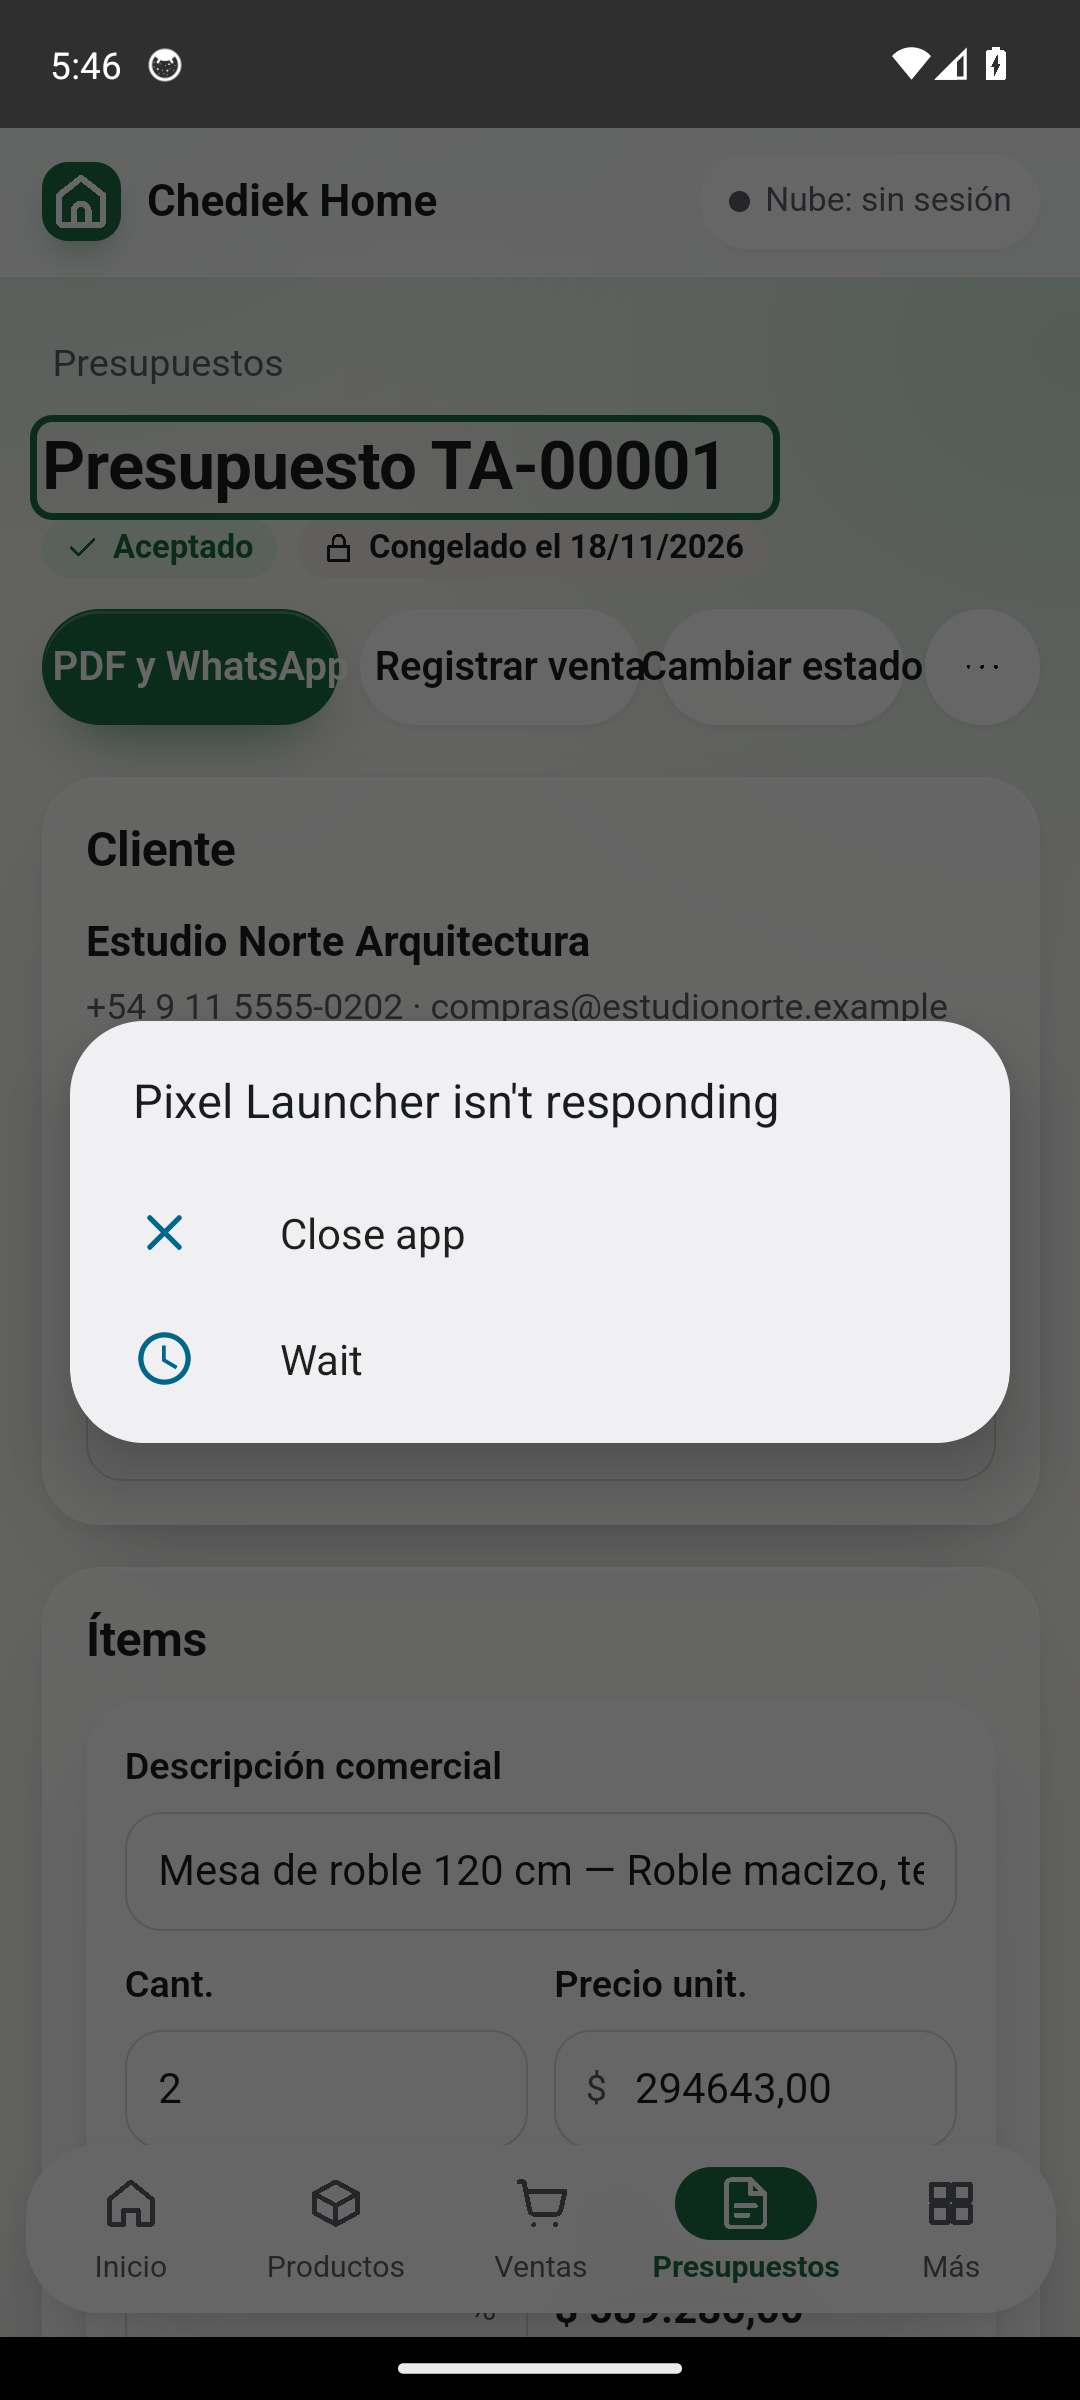 5:46
Chediek Home
Nube: sin sesión
Presupuestos
Presupuesto TA-00001
Aceptado
Congelado el 18/11/2026
PDF y WhatsApp
Registrar venta
Cambiar estado
...
Cliente
Estudio Norte Arquitectura
+54 9 11 5555-0202 · compras@estudionorte.example
Pixel Launcher isn't responding
Close app
Wait
Ítems
Descripción comercial
Mesa de roble 120 cm — Roble macizo, te
Cant.
Precio unit.
2
$ 294643,00
Inicio
Productos
Ventas
Presupuestos
Más